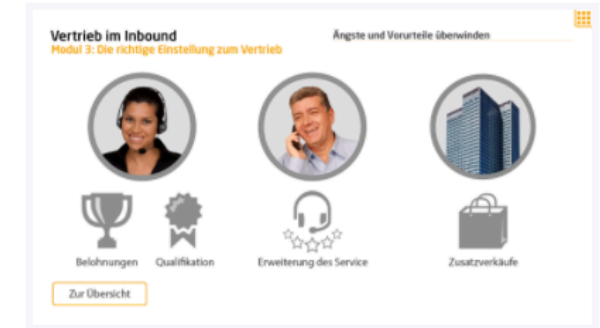 Vertrieb im Inbound
Modul 3: Die richtige Einstellung zum Vertrieb
Ängste und Vorurteile überwinden
Belohnungen
Qualifikation
Erweiterung des Service
Zusatzverkäufe
Zur Übersicht